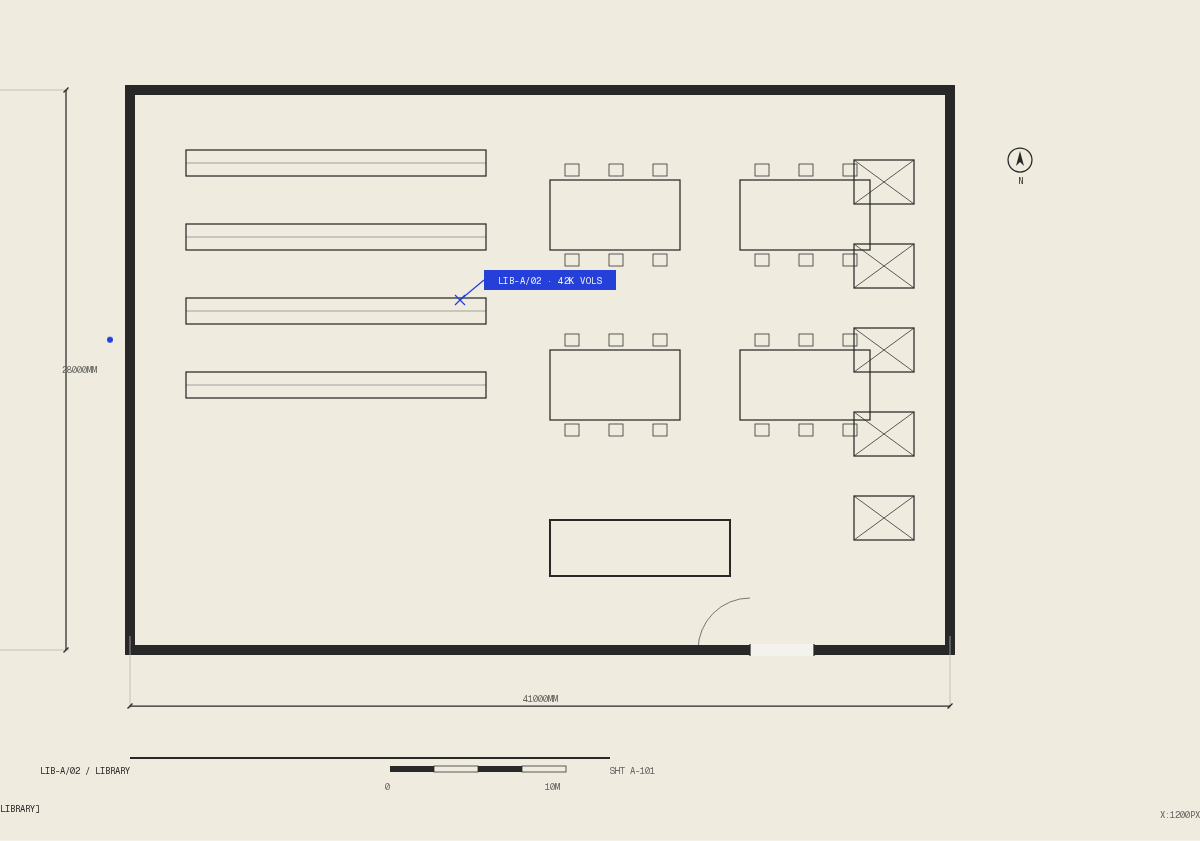 N
LIB-A/02 · 42K VOLS
28000MM
41000MM
LIB-A/02 / LIBRARY
SHT A-101
0
10M
LIBRARY]
X:1200PX